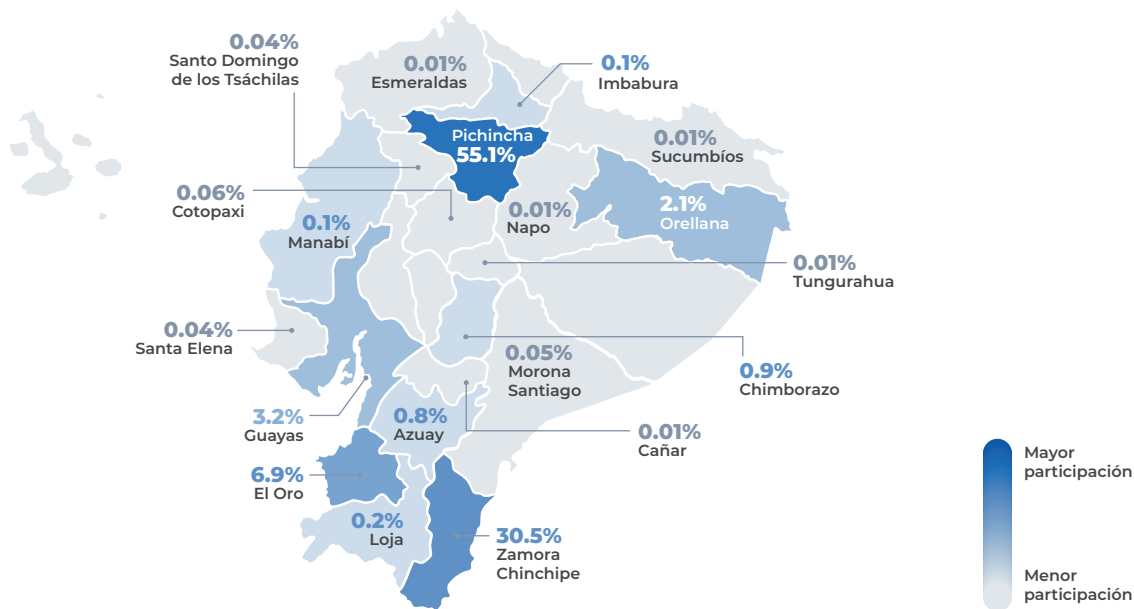 0.04%
Santo Domingo
de los Tsáchilas
0.01%
Esmeraldas
0.1%
Imbabura
Pichincha
55.1%
0.01%
Sucumbíos
0.06%
Cotopaxi
0.1%
Manabí
0.01%
Napo
2.1%
Orellana
0.01%
Tungurahua
0.04%
Santa Elena
0.05%
Morona
Santiago
0.9%
Chimborazo
3.2%
Guayas
0.8%
Azuay
0.01%
Cañar
6.9%
El Oro
0.2%
Loja
30.5%
Zamora
Chinchipe
Mayor
participación
Menor
participación